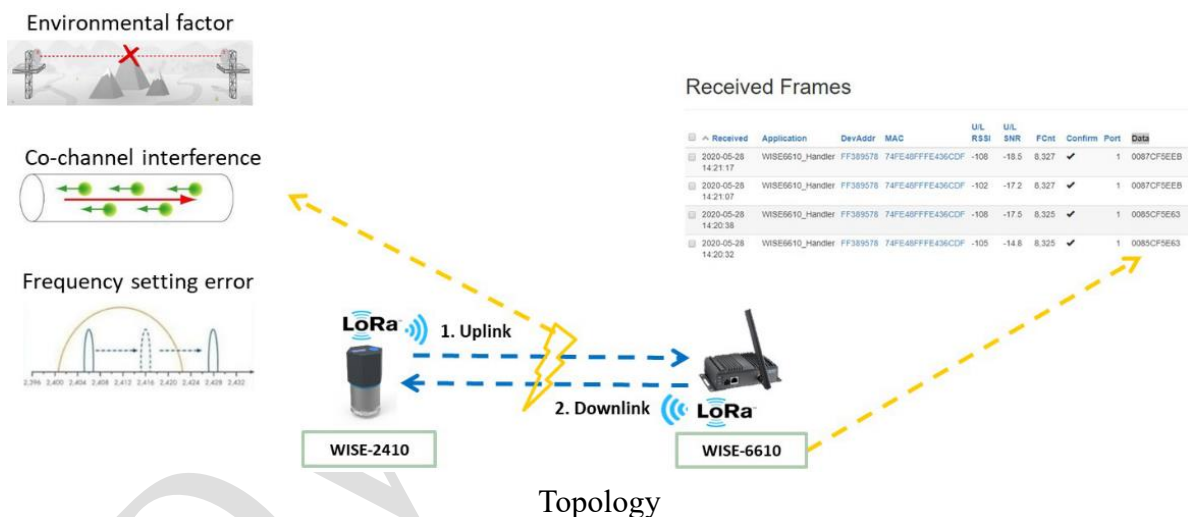 Environmental factor
Co-channel interference
Frequency setting error
2,396 2,400 2,404 2,408 2,412 2,416 2,420 2,424 2,428 2,432
Received Frames
Received Application DevAddr MAC U/L RSSI U/L SNR FCnt Confirm Port Data
2020-05-28 WISE6610_Handler FF389578 74FE48FFFE436CDF -108 -18.5 8,327 ✔ 1 0087CF5EEB
14:21:17
2020-05-28 WISE6610_Handler FF389578 74FE48FFFE436CDF -102 -17.2 8,327 ✔ 1 0087CF5EEB
14:21:07
2020-05-28 WISE6610_Handler FF389578 74FE48FFFE436CDF -108 -17.5 8,325 ✔ 1 0085CF5E63
14:20:38
2020-05-28 WISE6610_Handler FF389578 74FE48FFFE436CDF -105 -14.8 8,325 ✔ 1 0085CF5E63
14:20:32
LoRa
1. Uplink
2. Downlink
LoRa
WISE-2410
WISE-6610
Topology